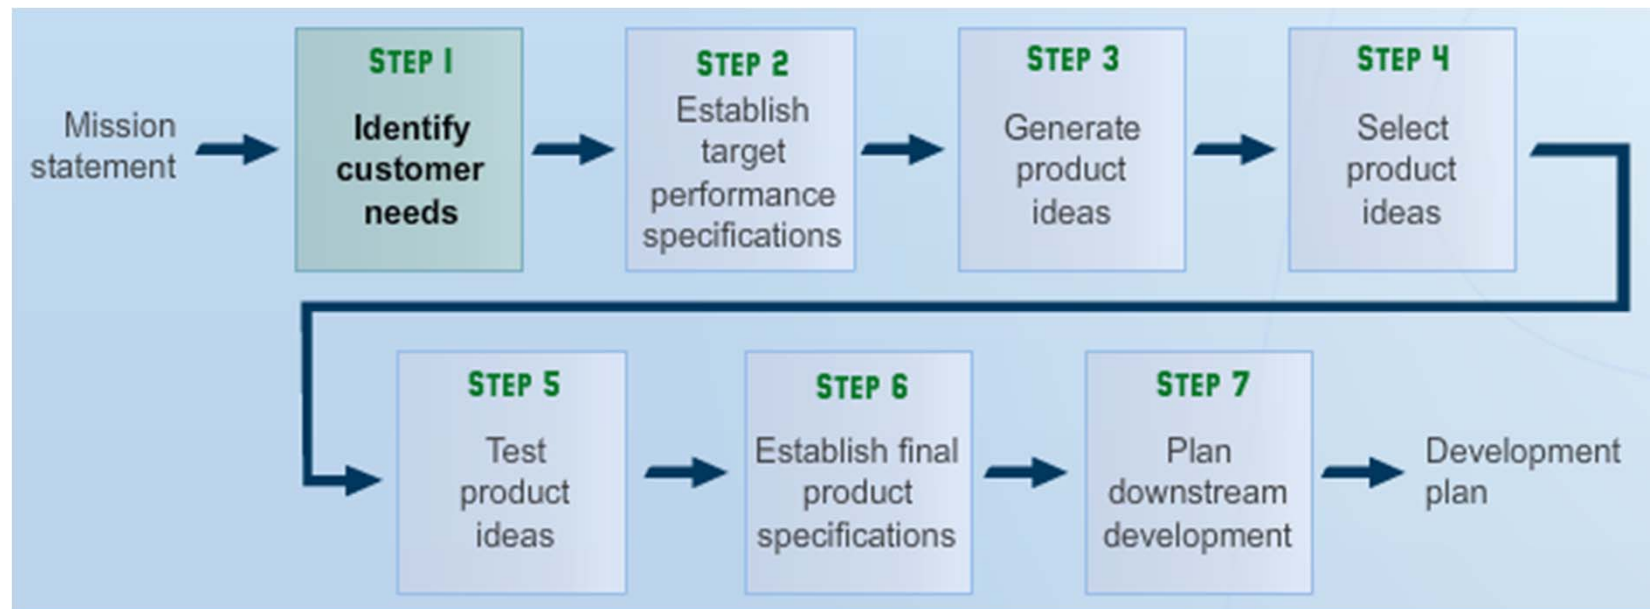 Mission
statement
STEP 1
Identify
customer
needs
STEP 2
Establish
target
performance
specifications
STEP 3
Generate
product
ideas
STEP 4
Select
product
ideas
STEP 5
Test
product
ideas
STEP 6
Establish final
product
specifications
STEP 7
Plan
downstream
development
Development
plan